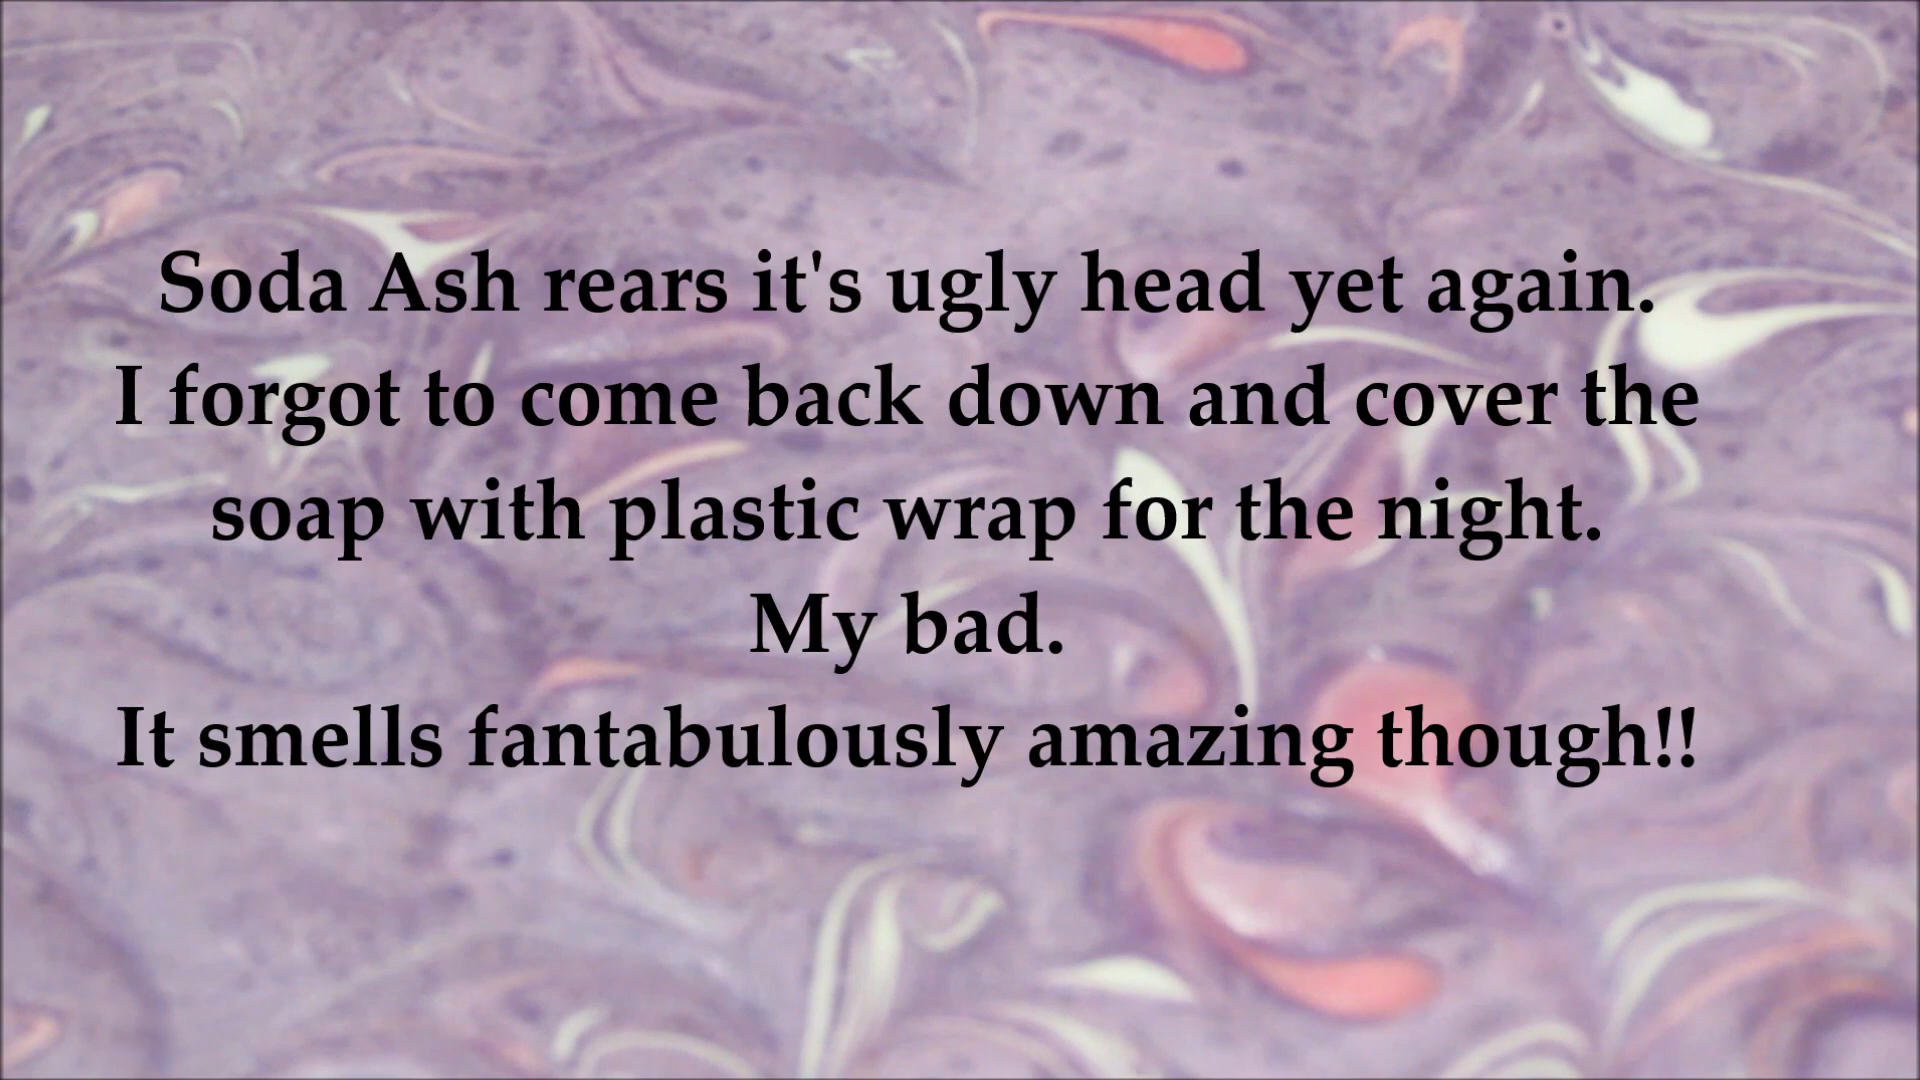 Soda Ash rears it's ugly head yet again.
I forgot to come back down and cover the
soap with plastic wrap for the night.
My bad.
It smells fantabulously amazing though!!